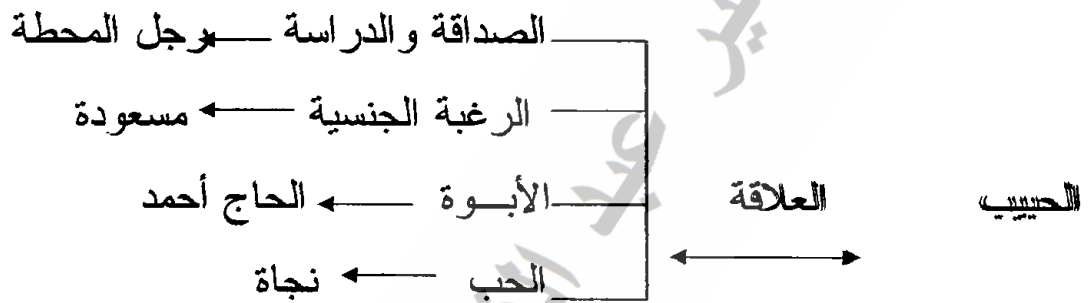 الصداقة والدراسة رجل المحطة
الرغبة الجنسية مسعودة
الحبيب العلاقة الأبوة الحاج أحمد
الحب نجاة